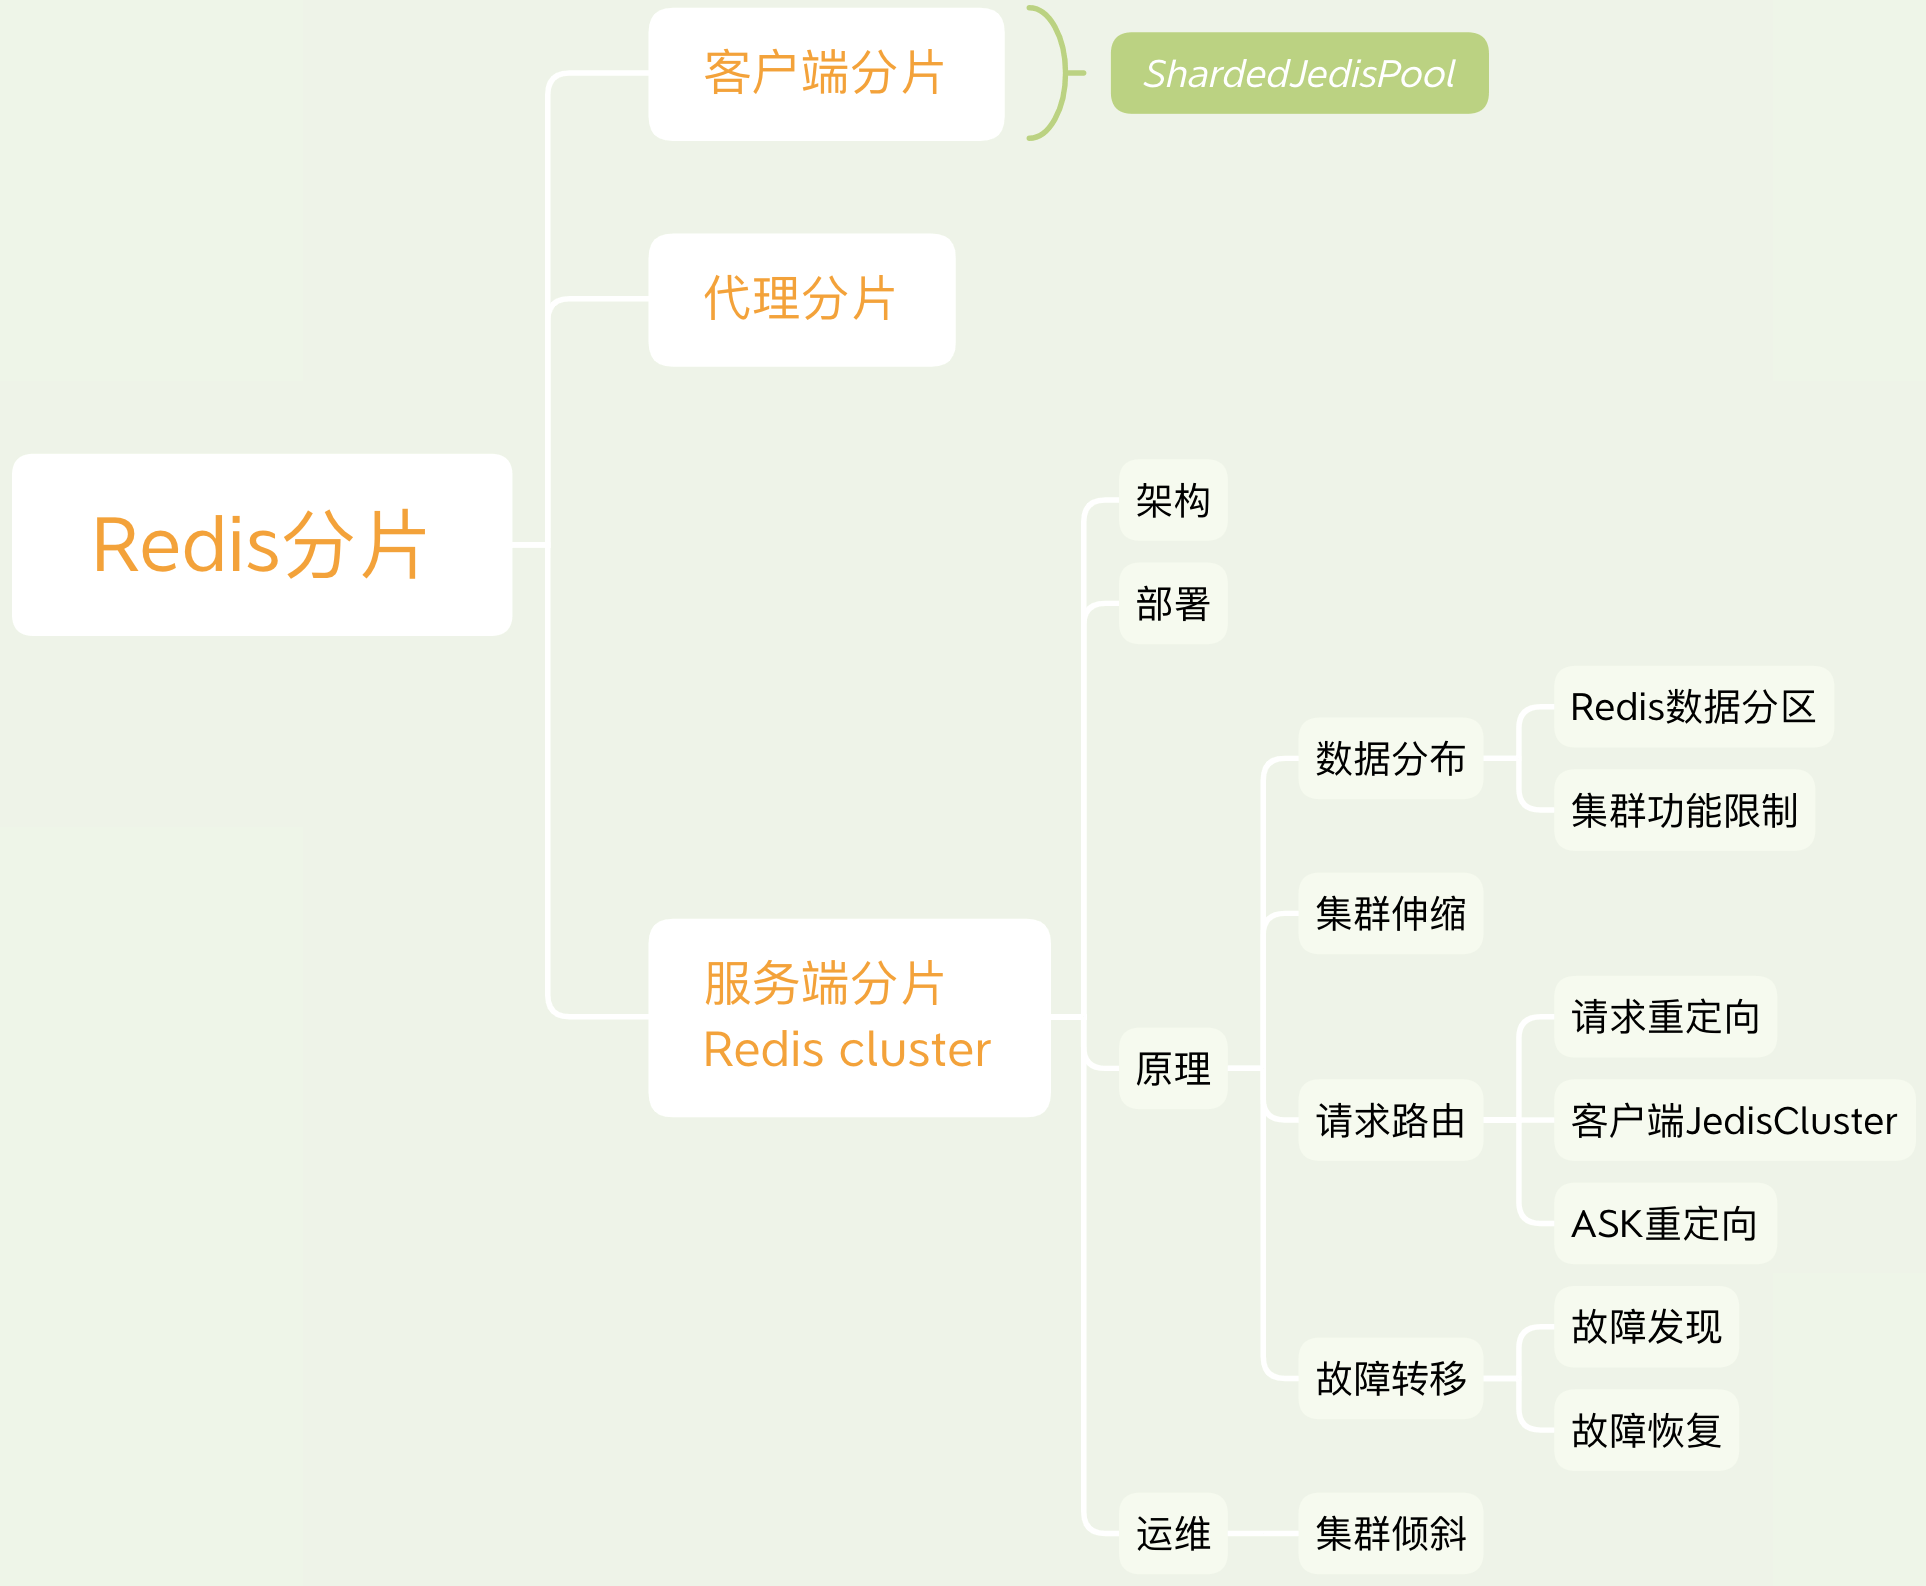 客户端分片
ShardedJedisPool
代理分片
Redis分片
服务端分片
Redis cluster
架构
部署
原理
数据分布
Redis数据分区
集群功能限制
集群伸缩
请求路由
请求重定向
客户端JedisCluster
ASK重定向
故障转移
故障发现
故障恢复
运维
集群倾斜